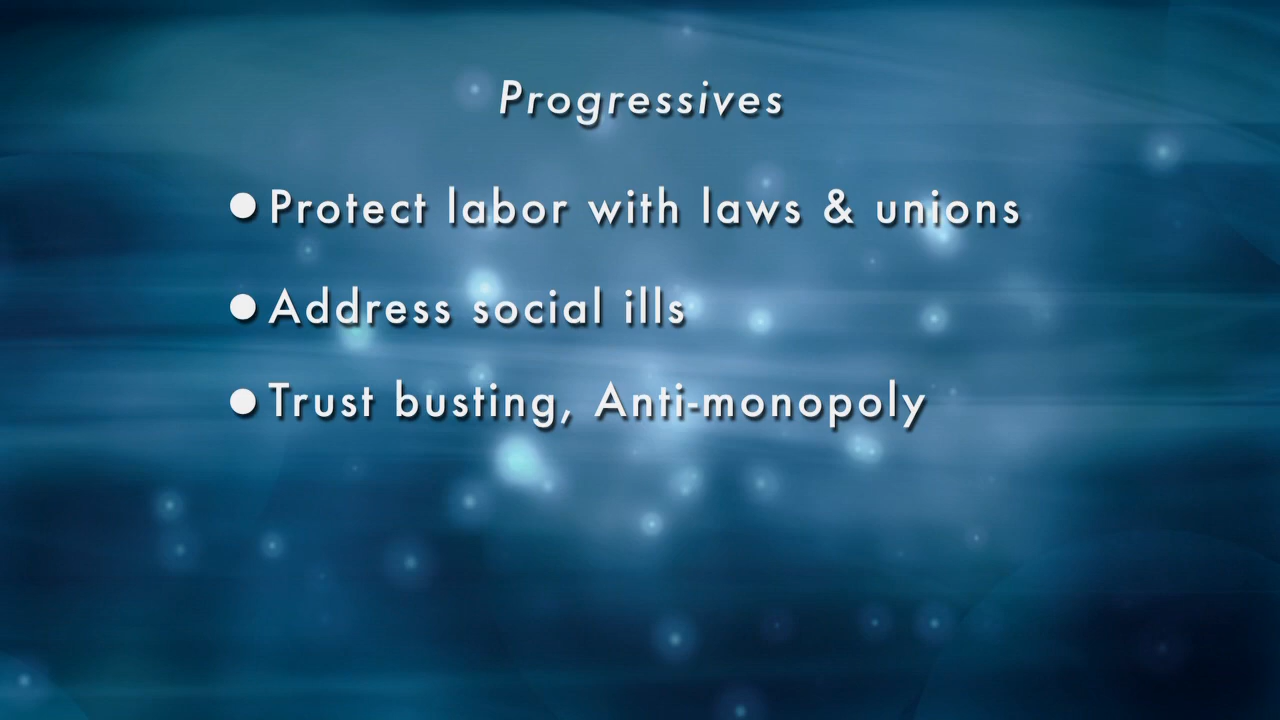 Progressives
● Protect labor with laws & unions
● Address social ills
● Trust busting, Anti-monopoly